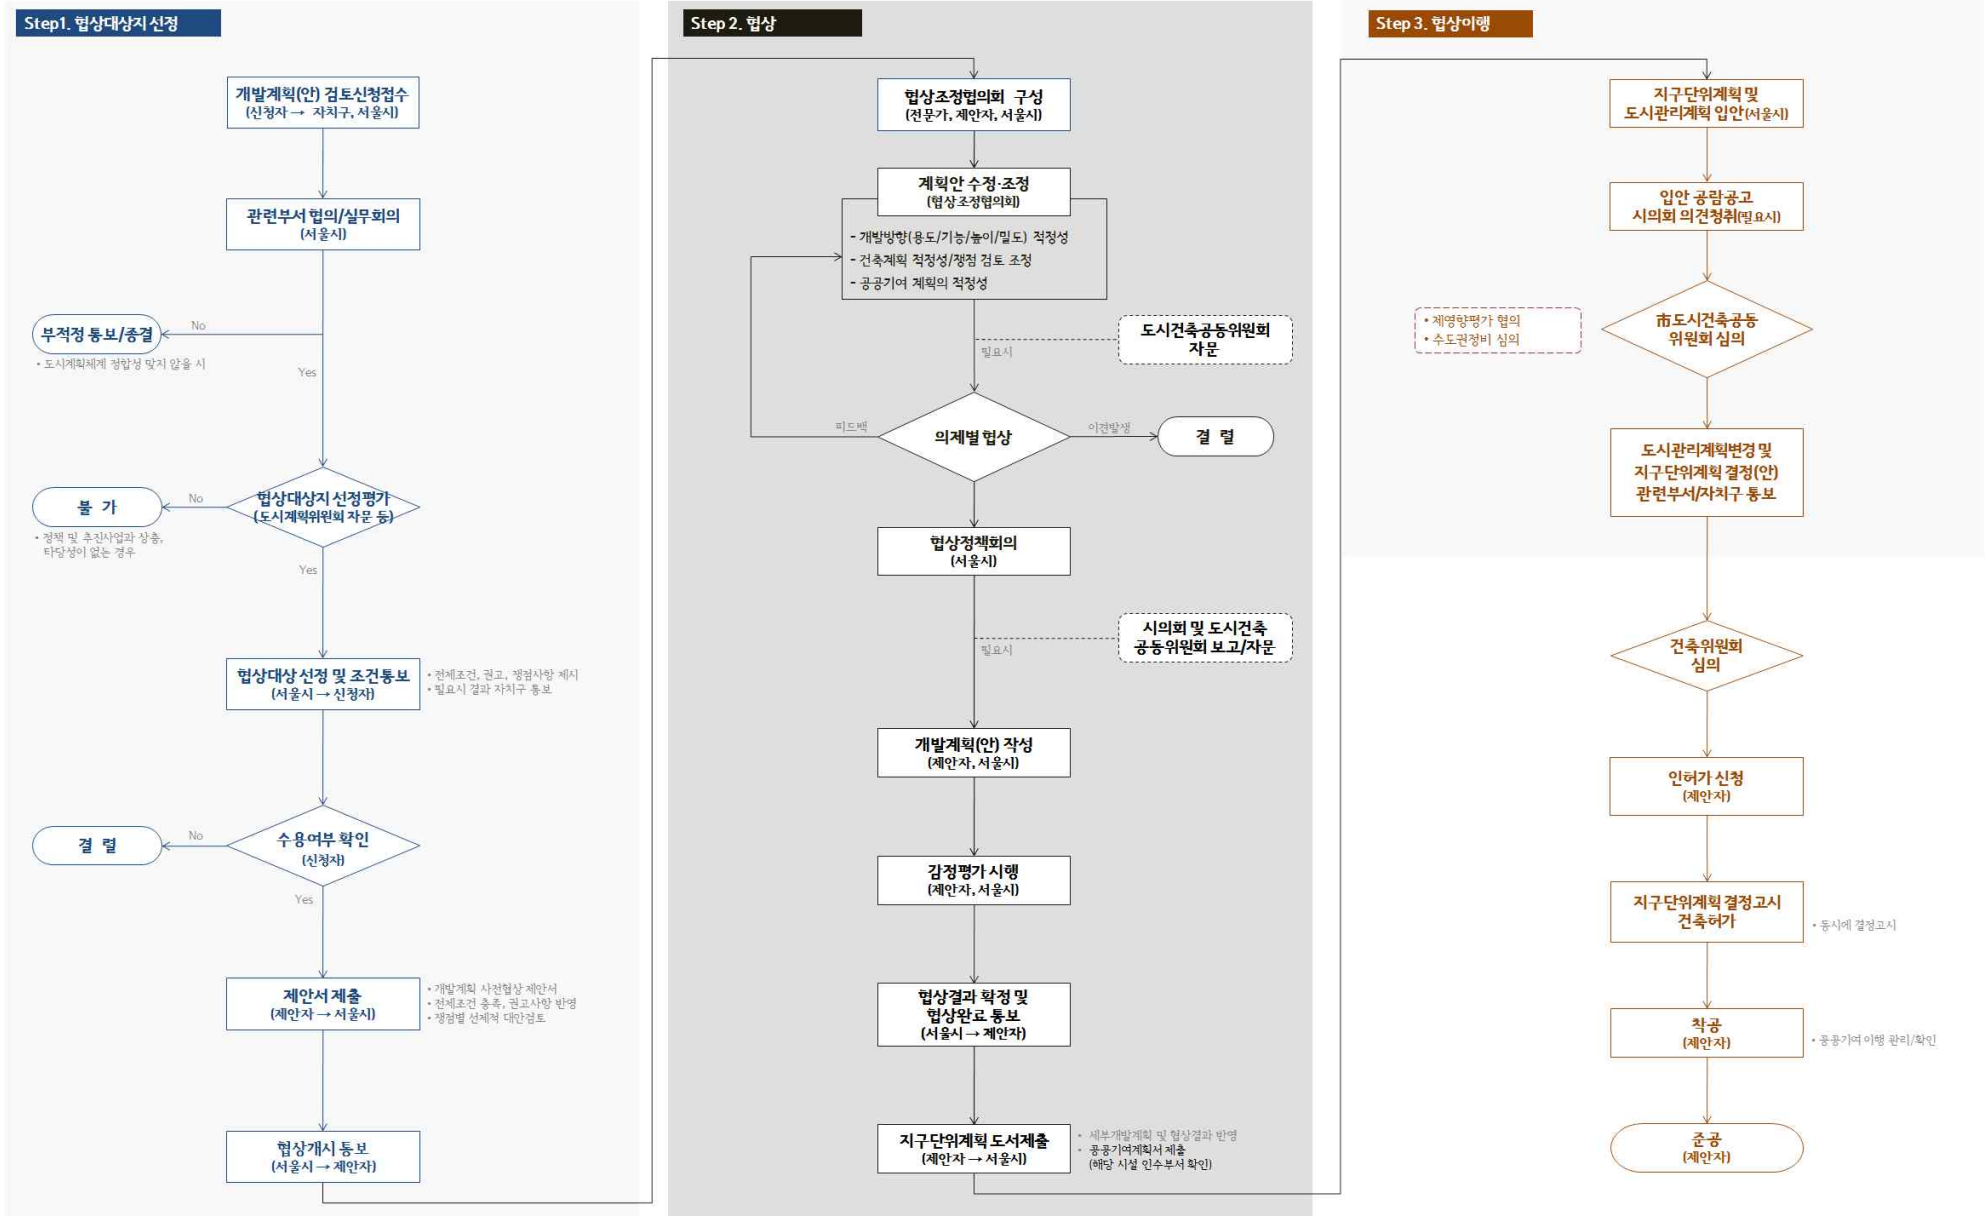 Step1. 협상대상지 선정
개발계획(안) 검토신청접수
(신청자 → 자치구, 서울시)
관련부서 협의/실무회의
(서울시)
No
부적정 통보/종결
• 도시계획체계 정합성 맞지 않을 시
Yes
협상대상지 선정평가
(도시계획위원회 자문 등)
No
불 가
• 정책 및 추진사업과 상충,
타당성이 없는 경우
Yes
협상대상 선정 및 조건통보
(서울시 → 신청자)
• 전제조건, 권고, 쟁점사항 제시
• 필요시 결과 자치구 통보
수용여부 확인
(신청자)
No
결 렬
Yes
제안서 제출
(제안자 → 서울시)
• 개발계획 사전협상 제안서
• 전제조건 충족, 권고사항 반영
• 쟁점별 선제적 대안검토
협상개시 통보
(서울시 → 제안자)
Step 2. 협상
협상조정협의회 구성
(전문가, 제안자, 서울시)
계획안 수정·조정
(협상조정협의회)
- 개발방향(용도/기능/높이/밀도) 적정성
- 건축계획 적정성/쟁점 검토 조정
- 공공기여 계획의 적정성
도시건축공동위원회
자문
필요시
의제별 협상
피드백
이견발생
결 렬
협상정책회의
(서울시)
시의회 및 도시건축
공동위원회 보고/자문
필요시
개발계획(안) 작성
(제안자, 서울시)
감정평가 시행
(제안자, 서울시)
협상결과 확정 및
협상완료 통보
(서울시 → 제안자)
지구단위계획 도서제출
(제안자 → 서울시)
• 세부개발계획 및 협상결과 반영
• 공공기여계획서 제출
(해당 시설 인수부서 확인)
Step 3. 협상이행
지구단위계획 및
도시관리계획 입안(서울시)
입안 공람공고
시의회 의견청취(필요시)
• 제영향평가 협의
• 수도권정비 심의
市도시건축공동
위원회 심의
도시관리계획변경 및
지구단위계획 결정(안)
관련부서/자치구 통보
건축위원회
심의
인허가 신청
(제안자)
지구단위계획 결정고시
건축허가
• 동시에 결정고시
착공
(제안자)
• 공공기여 이행 관리/확인
준공
(제안자)